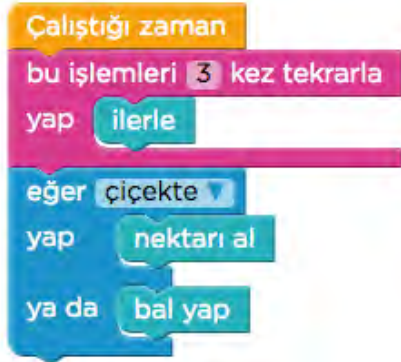 Çalıştığı zaman
bu işlemleri 3 kez tekrarla
yap ilerle
eğer çiçekte
yap nektarı al
ya da bal yap